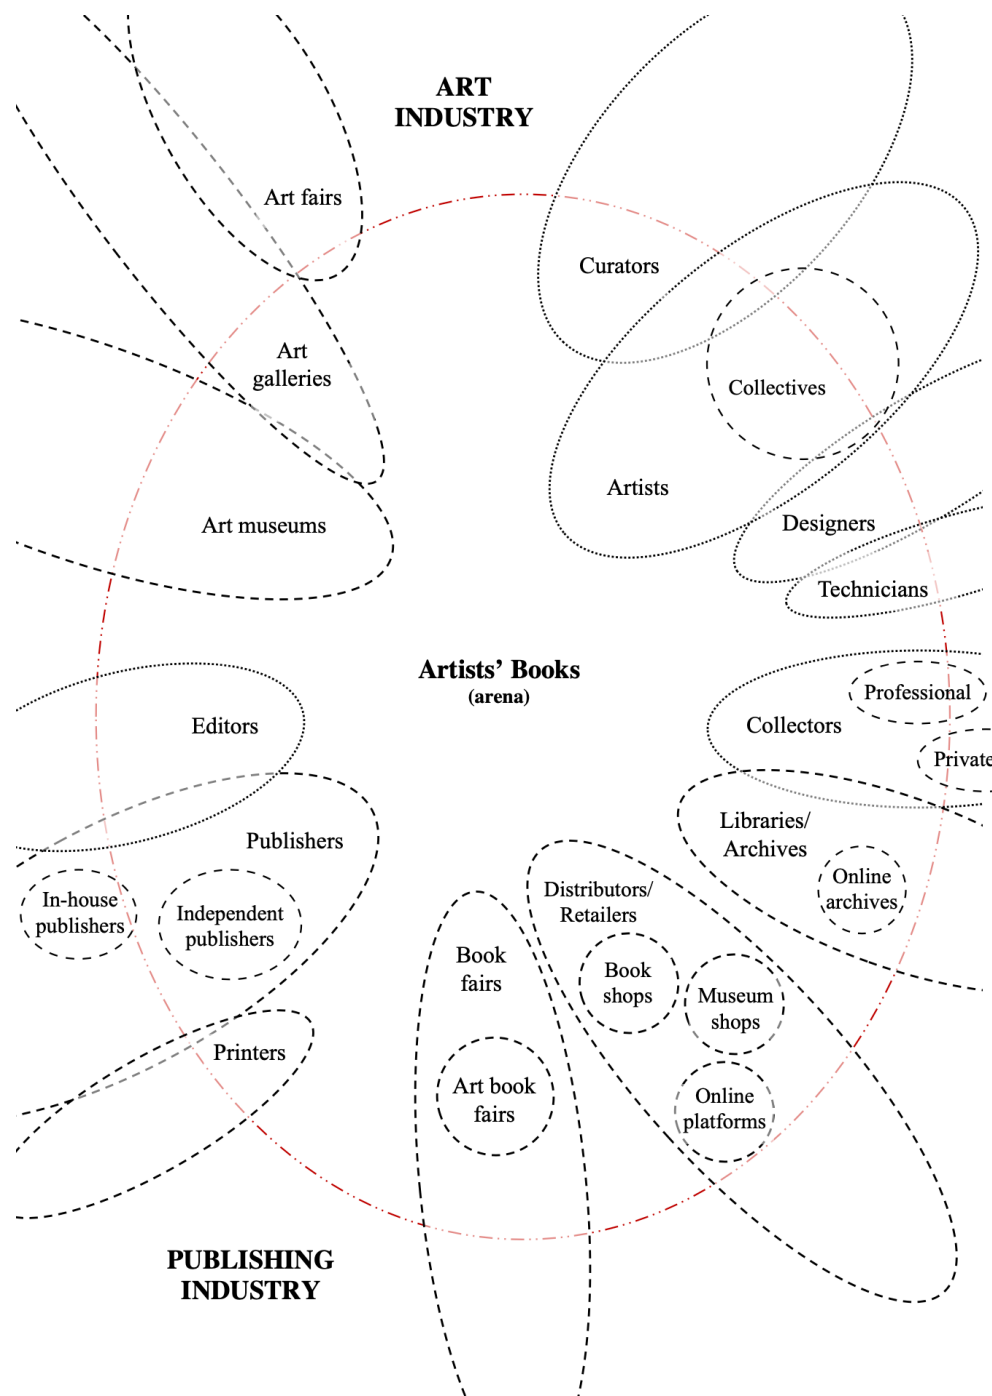 ART
INDUSTRY
Art fairs
Curators
Art
galleries
Collectives
Artists
Art museums
Designers
Technicians
Artists’ Books
(arena)
Professional
Editors
Collectors
Private
Libraries/
Archives
Publishers
Online
archives
Distributors/
Retailers
In-house
publishers
Independent
publishers
Book
fairs
Book
shops
Museum
shops
Printers
Art book
fairs
Online
platforms
PUBLISHING
INDUSTRY